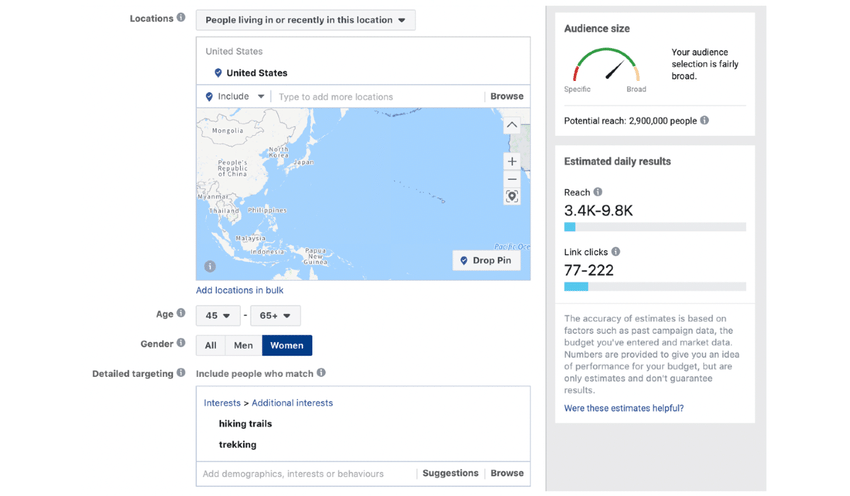 Locations
People living in or recently in this location
United States
United States
Include
Type to add more locations
Browse
Mongolia
North
Korea
Japan
People's
Republic
of China
Myanmar
Thailand
Philippines
Malaysia
Indonesia
Papua
New
Guinea
Pacific Oce
Drop Pin
Add locations in bulk
Age
45 - 65+
Gender
All Men Women
Detailed targeting
Include people who match
Interests > Additional interests
hiking trails
trekking
Add demographics, interests or behaviours
Suggestions
Browse
Audience size
Specific
Broad
Your audience
selection is fairly
broad.
Potential reach: 2,900,000 people
Estimated daily results
Reach
3.4K-9.8K
Link clicks
77-222
The accuracy of estimates is based on
factors such as past campaign data, the
budget you've entered and market data.
Numbers are provided to give you an idea
of performance for your budget, but are
only estimates and don't guarantee
results.
Were these estimates helpful?